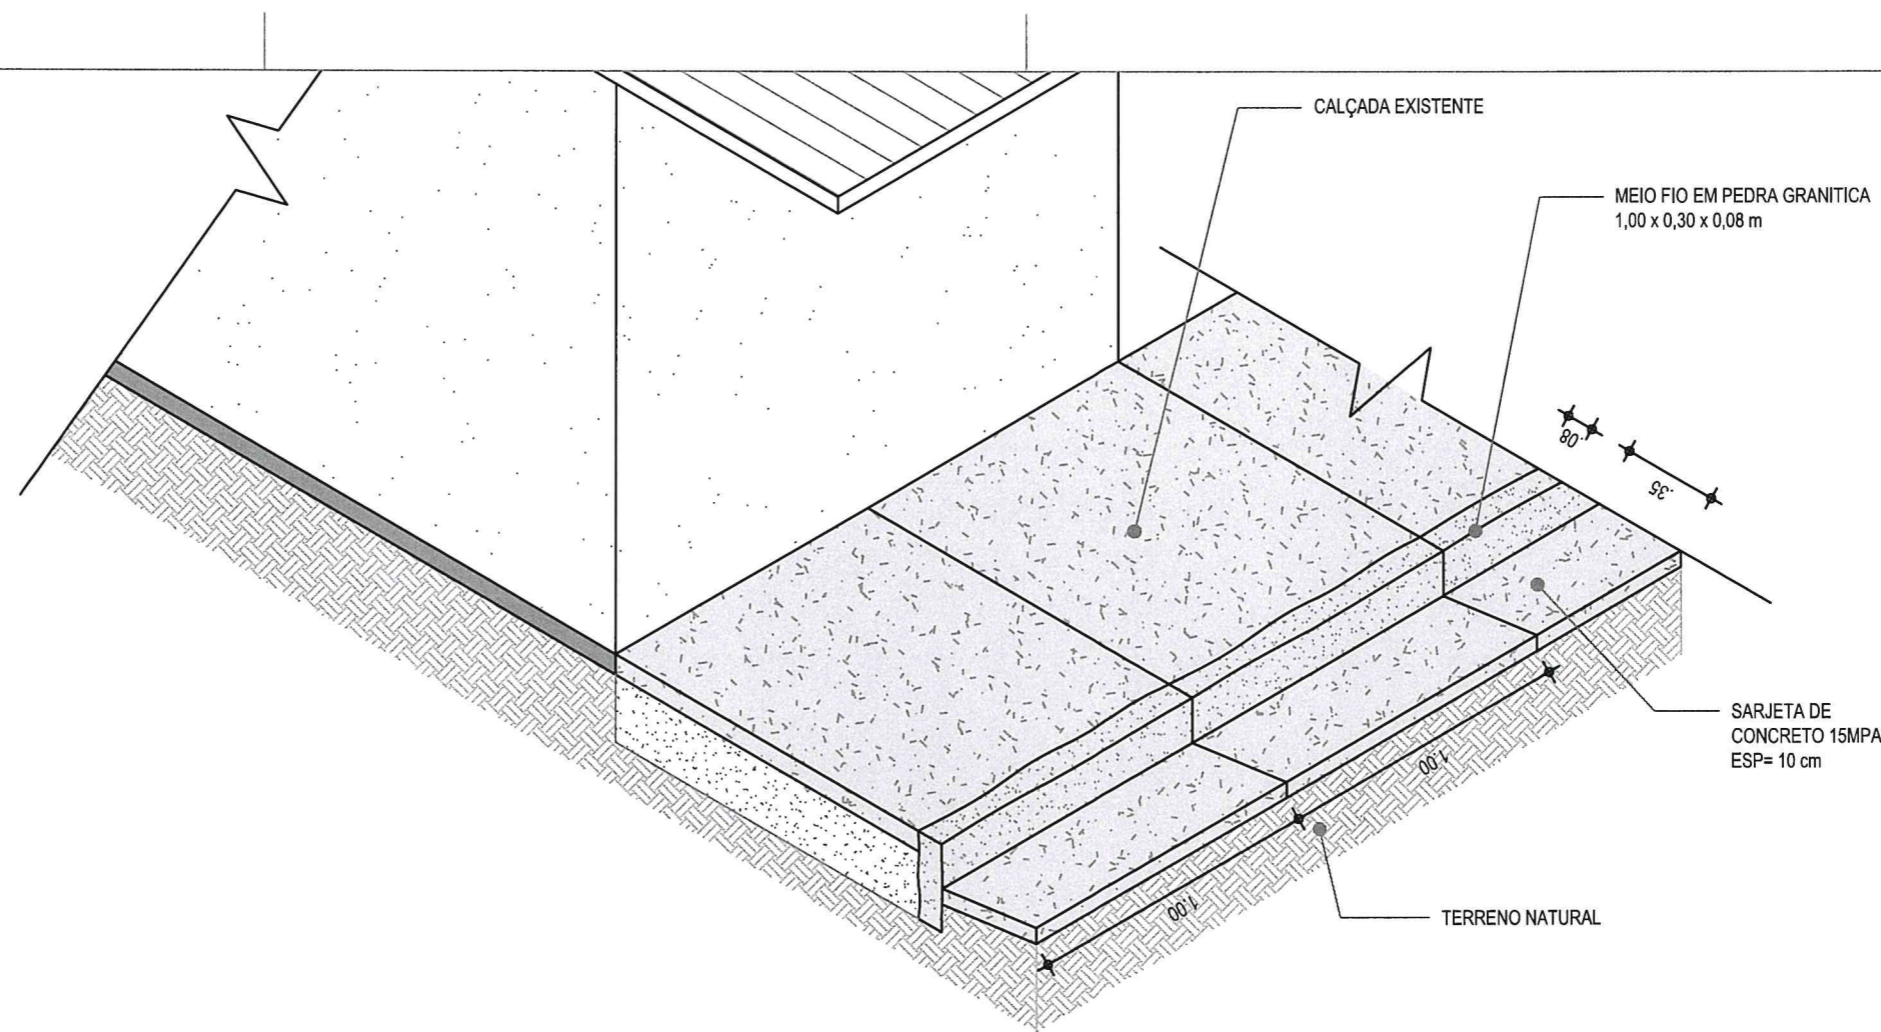 CALÇADA EXISTENTE
MEIO FIO EM PEDRA GRANITICA
1,00 x 0,30 x 0,08 m
.08
.35
SARJETA DE
CONCRETO 15MPA
ESP= 10 cm
1.00
1.00
TERRENO NATURAL